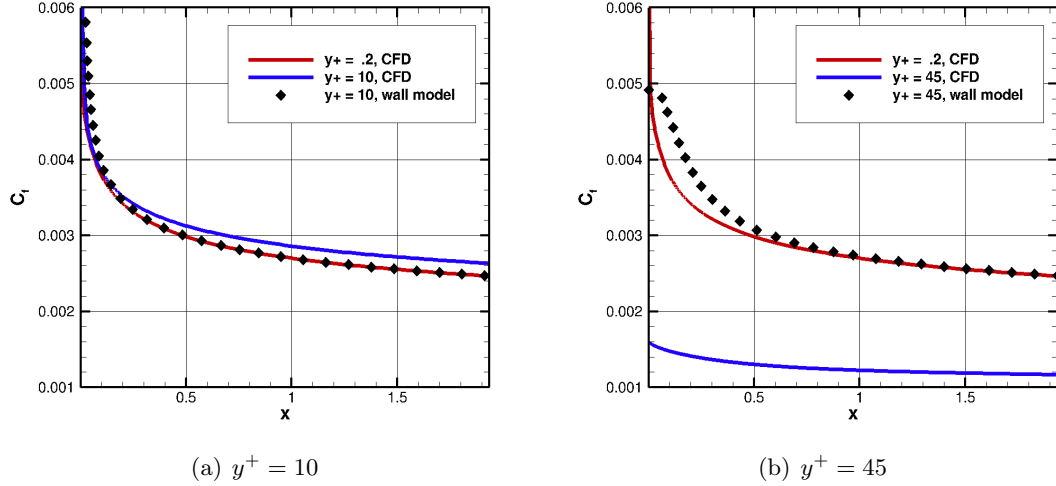 0.006
0.005
0.004
0.003
0.002
0.001
C_f
0.5
1
1.5
x
y+ = .2, CFD
y+ = 10, CFD
y+ = 10, wall model
(a) y^+ = 10
0.006
0.005
0.004
0.003
0.002
0.001
C_f
0.5
1
1.5
x
y+ = .2, CFD
y+ = 45, CFD
y+ = 45, wall model
(b) y^+ = 45